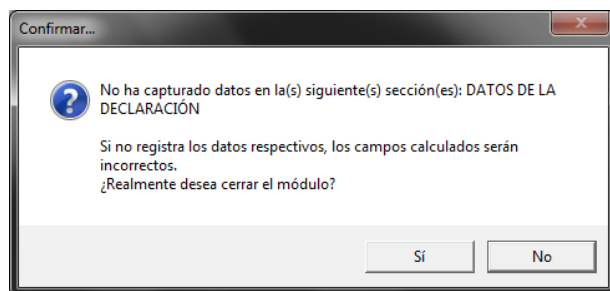 Confirmar...
No ha capturado datos en la(s) siguiente(s) sección(es): DATOS DE LA
DECLARACIÓN
Si no registra los datos respectivos, los campos calculados serán
incorrectos.
¿Realmente desea cerrar el módulo?
Sí
No